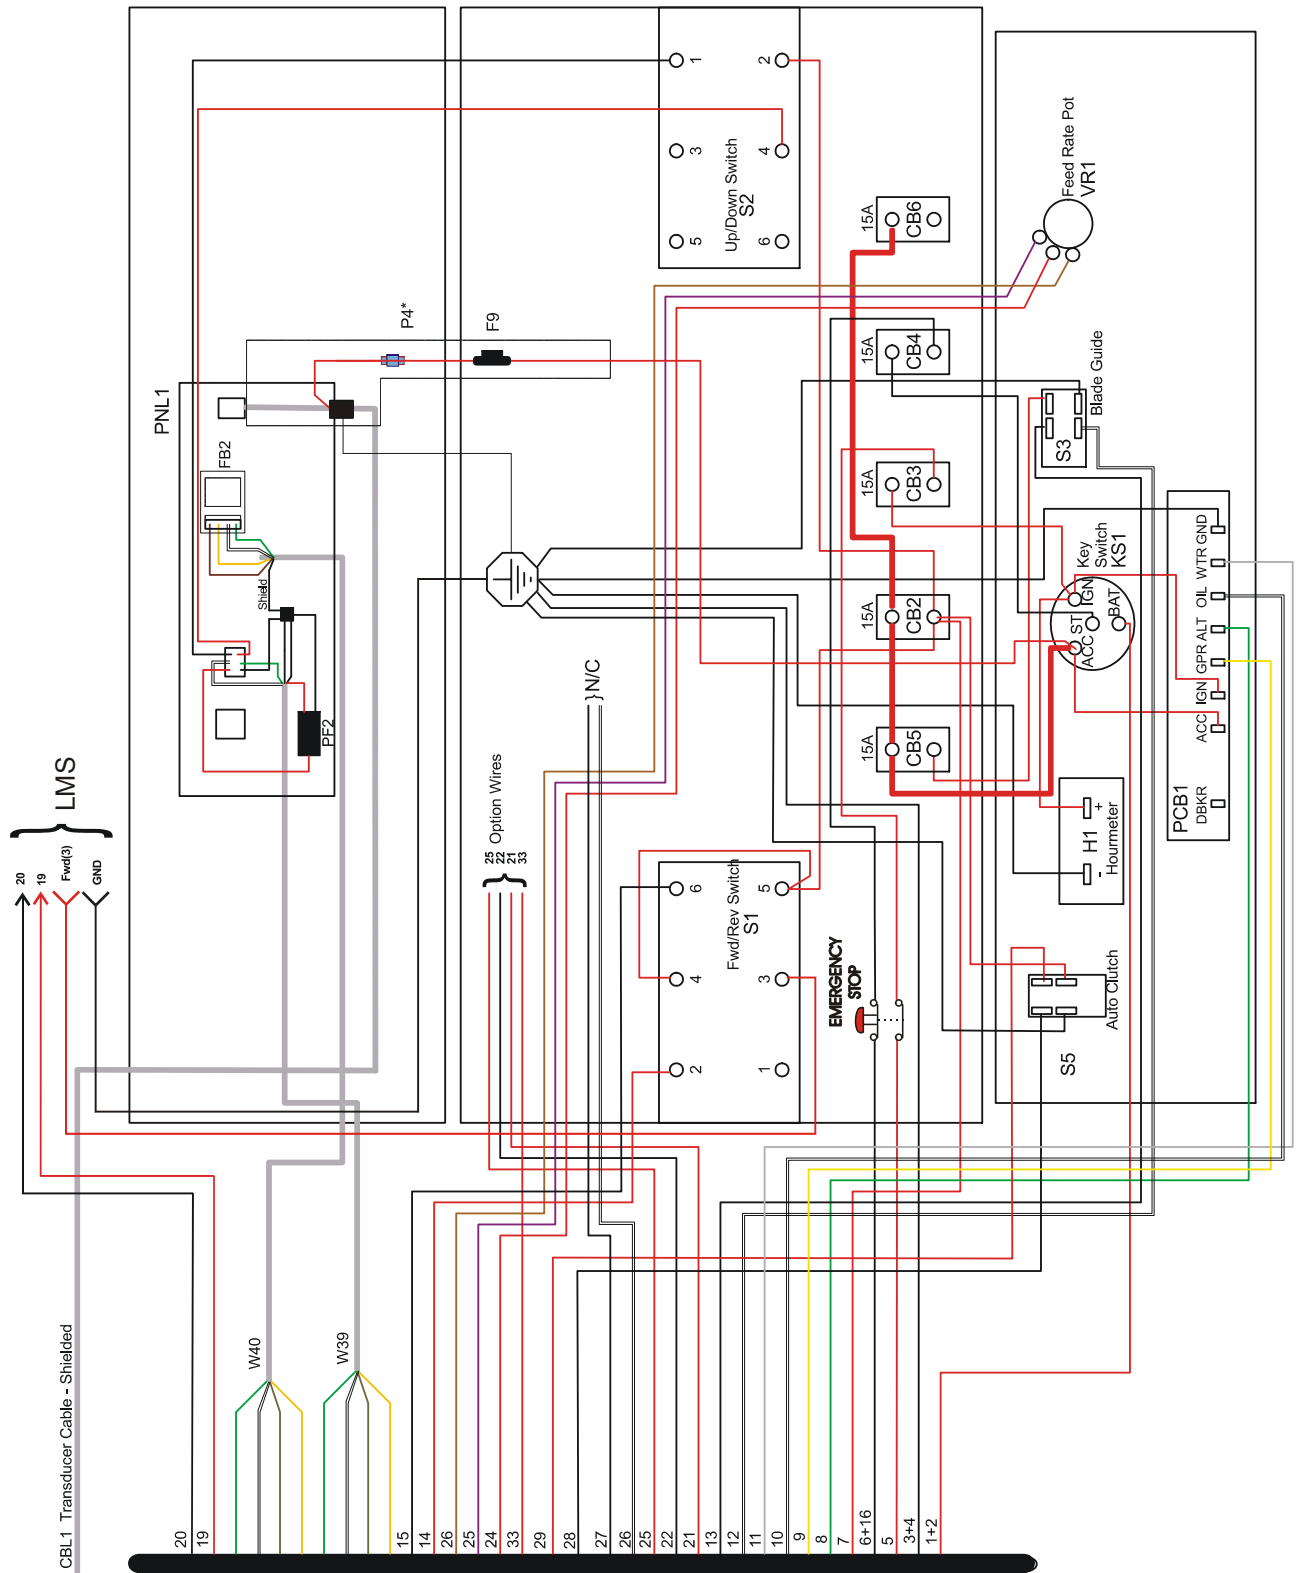 LMS
20
19
Fwd(3)
GND
CBL1 Transducer Cable - Shielded
PNL1
FB2
Shield
PF2
P4*
F9
W40
W39
1
2
3
4
5
6
Up/Down Switch
S2
15A
CB6
15A
CB4
15A
CB3
15A
CB2
15A
CB5
Feed Rate Pot
VR1
Blade Guide
S3
Key
Switch
KS1
IGN
ST
BAT
ACC
PCB1
DBKR
ACC
IGN
GPR
ALT
OIL
WTR
GND
H1
Hourmeter
-
+
} N/C
Option Wires
25
22
21
33
6
5
4
3
2
1
Fwd/Rev Switch
S1
EMERGENCY
STOP
S5
Auto Clutch
20
19
15
14
26
25
24
33
29
28
27
26
25
22
21
13
12
11
10
9
8
7
6+16
5
3+4
1+2